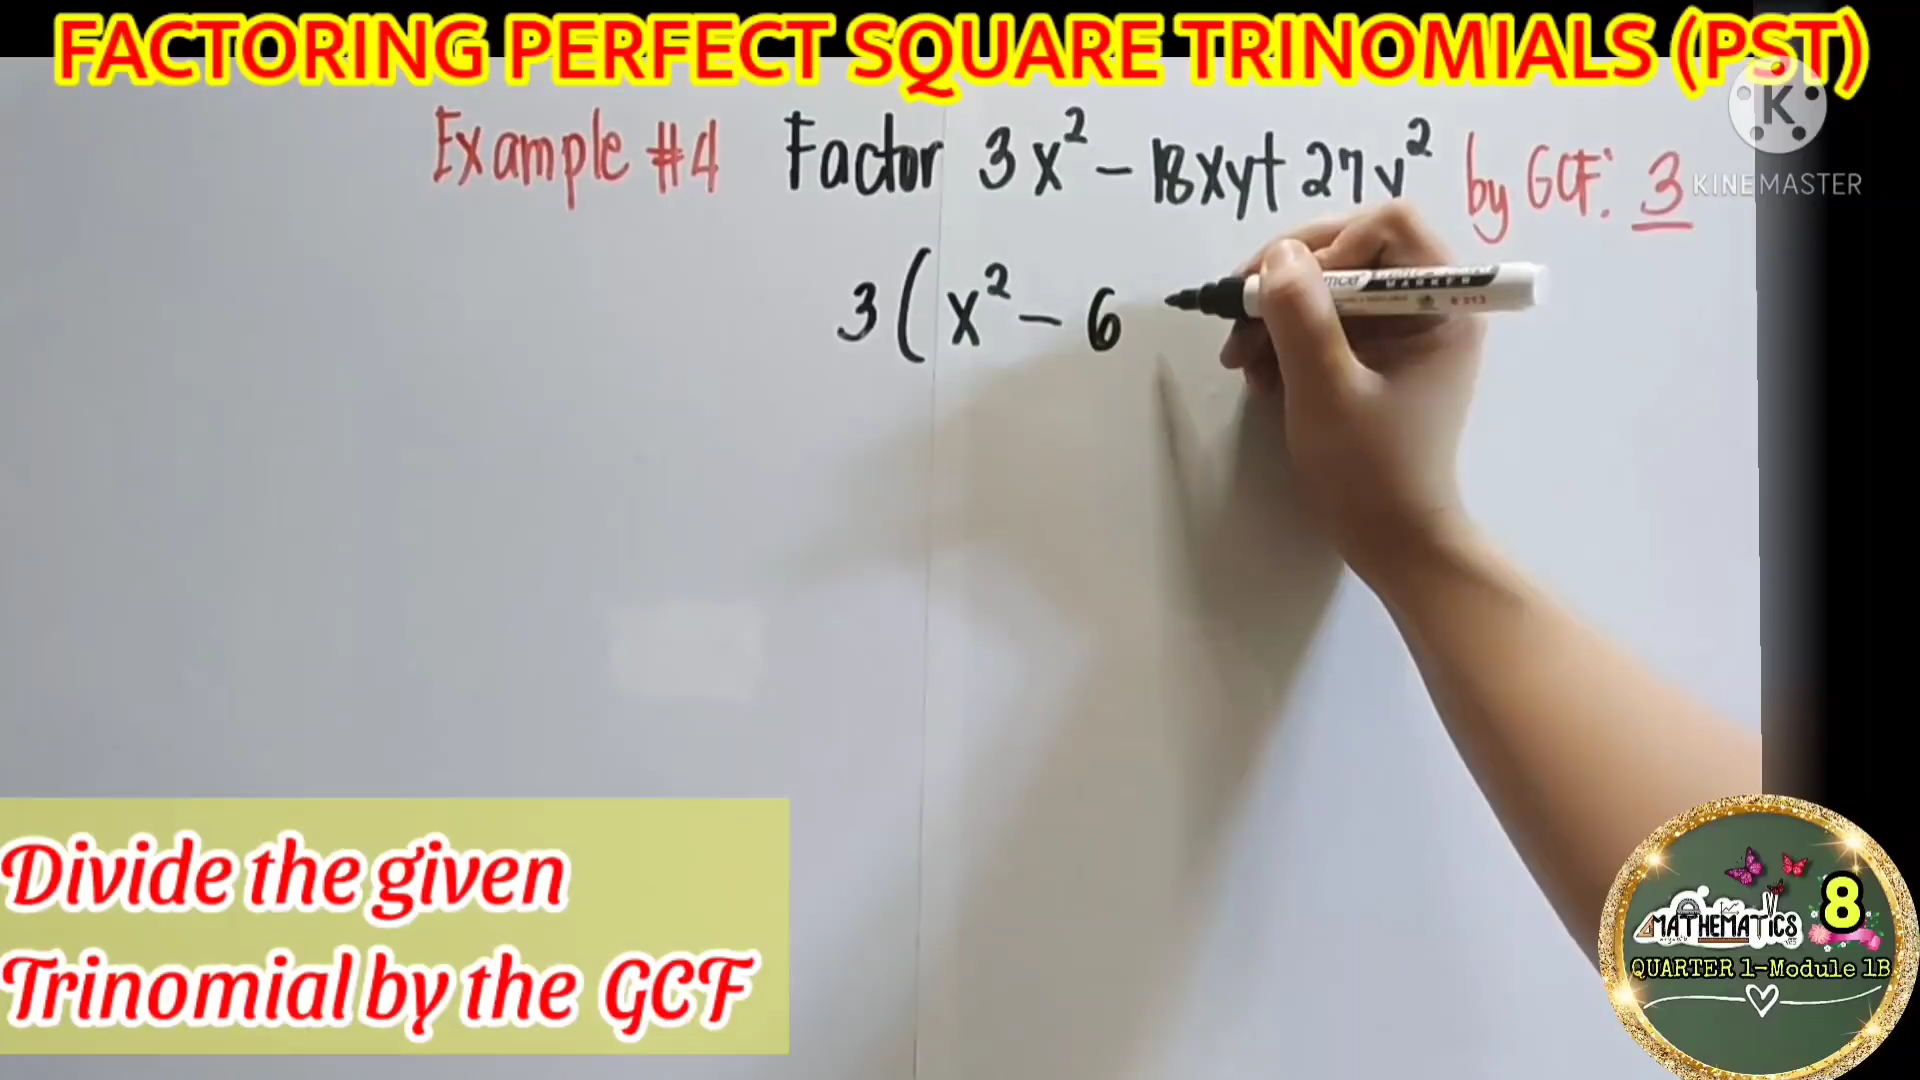 FACTORING PERFECT SQUARE TRINOMIALS (PST)
Example #4 Factor 3x² - 18xy + 27y² by GCF: 3
K
KINEMASTER
3 ( x² - 6
MARKER
Divide the given
Trinomial by the GCF
8
MATHEMATICS
QUARTER 1-Module 1B